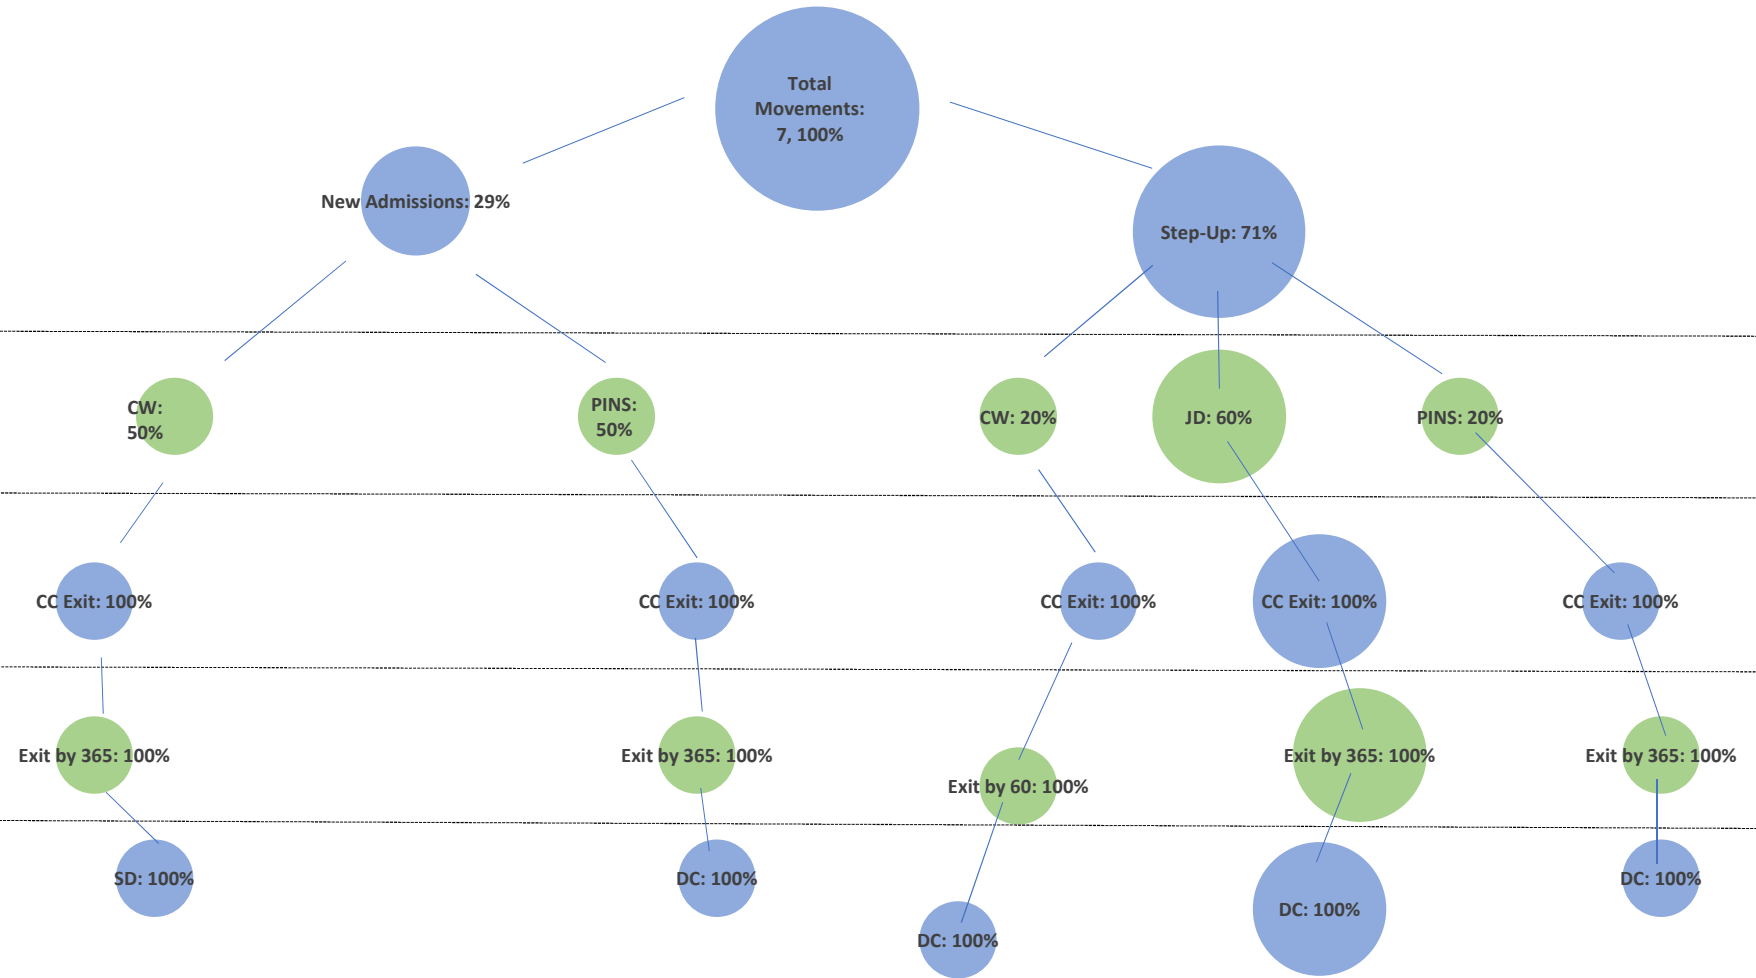 Total
Movements:
7, 100%
New Admissions: 29%
Step-Up: 71%
CW:
50%
PINS:
50%
CW: 20%
JD: 60%
PINS: 20%
CC Exit: 100%
CC Exit: 100%
CC Exit: 100%
CC Exit: 100%
CC Exit: 100%
Exit by 365: 100%
Exit by 365: 100%
Exit by 60: 100%
Exit by 365: 100%
Exit by 365: 100%
SD: 100%
DC: 100%
DC: 100%
DC: 100%
DC: 100%